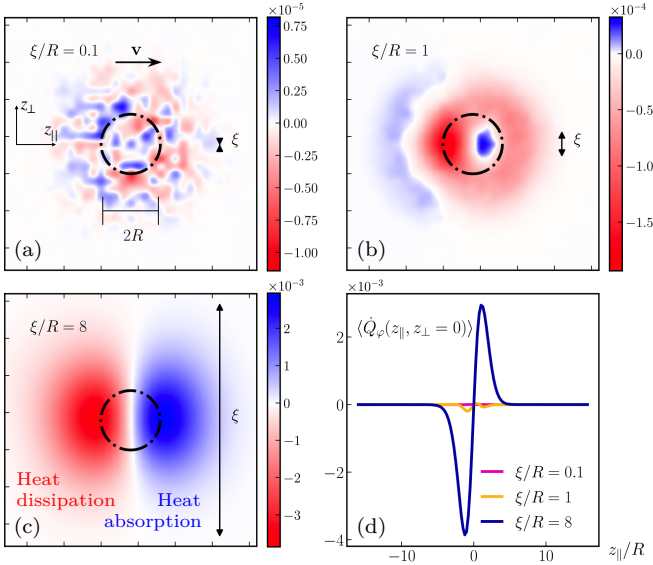 ×10⁻⁵
ξ/R = 0.1
v
z⊥
z∥
ξ
2R
(a)
0.75
0.50
0.25
0.00
−0.25
−0.50
−0.75
−1.00
×10⁻⁴
ξ/R = 1
ξ
(b)
0.0
−0.5
−1.0
−1.5
ξ/R = 8
ξ
Heat
dissipation
Heat
absorption
(c)
×10⁻³
2
1
0
−1
−2
−3
×10⁻³
⟨Q̇φ(z∥, z⊥ = 0)⟩
2
0
−2
−4
ξ/R = 0.1
ξ/R = 1
ξ/R = 8
(d)
−10 0 10
z∥/R